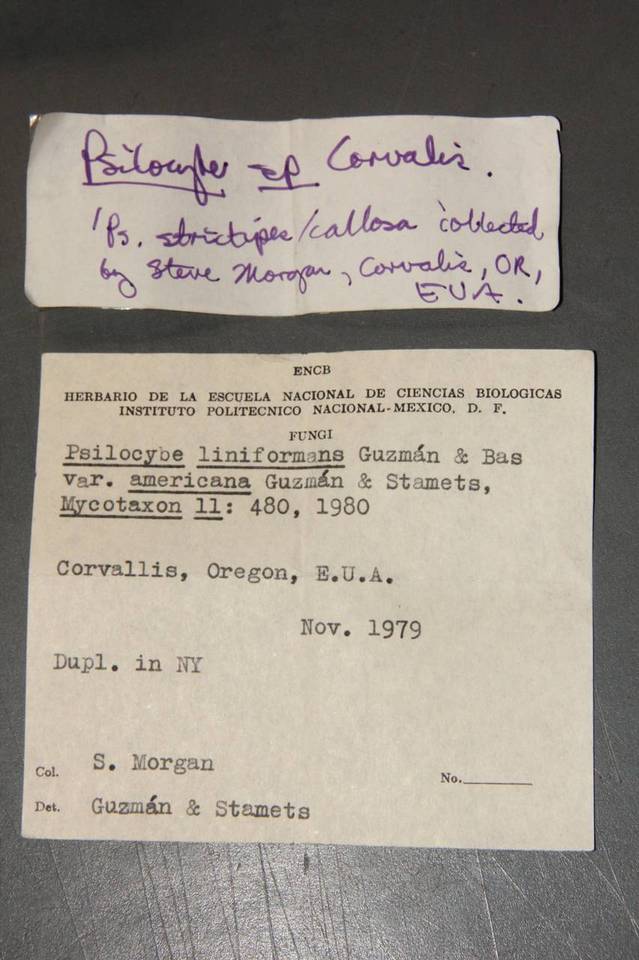 Psilocybe sp Corvalis.
'Ps. strictipes/callosa' collected
by Steve Morgan, Corvalis, OR,
EUA.
ENCB
HERBARIO DE LA ESCUELA NACIONAL DE CIENCIAS BIOLOGICAS
INSTITUTO POLITECNICO NACIONAL-MEXICO, D. F.
FUNGI
Psilocybe liniformans Guzmán & Bas
var. americana Guzmán & Stamets,
Mycotaxon 11: 480, 1980
Corvallis, Oregon, E.U.A.
Nov. 1979
Dupl. in NY
Col. S. Morgan
No.
Det. Guzmán & Stamets